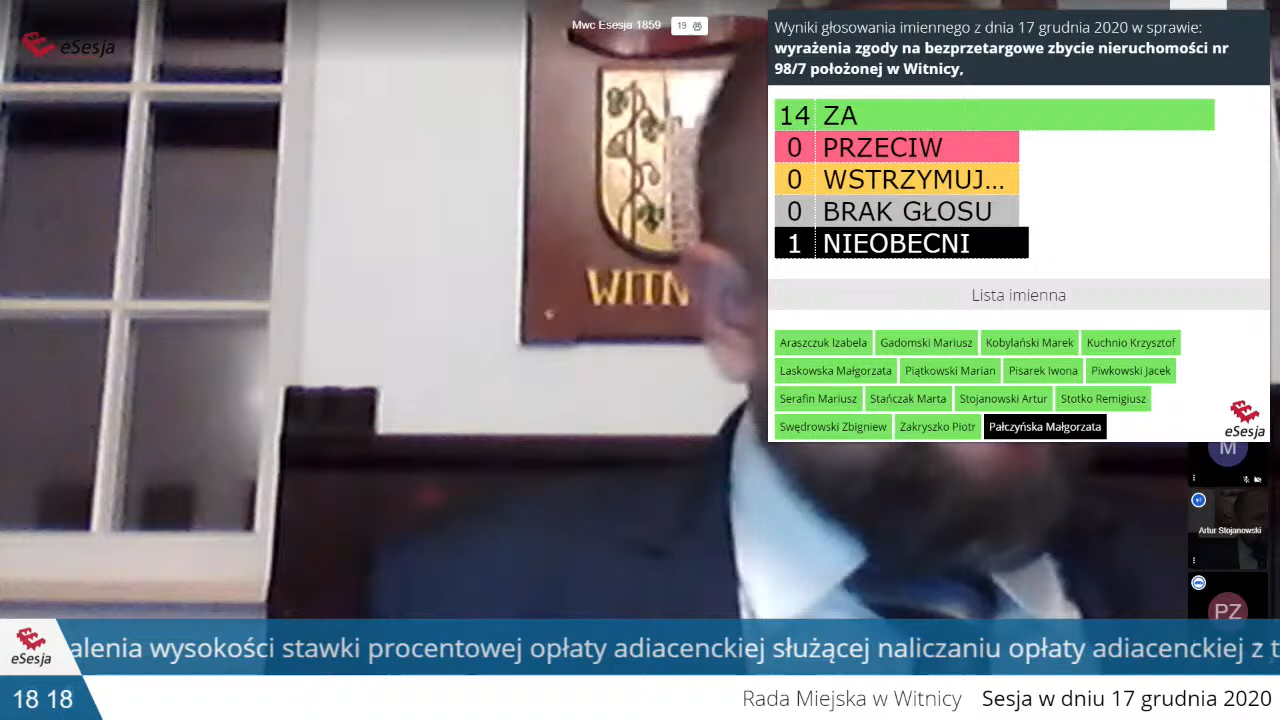 eSesja
Mwc Esesja 1859
19
Wyniki głosowania imiennego z dnia 17 grudnia 2020 w sprawie:
wyrażenia zgody na bezprzetargowe zbycie nieruchomości nr
98/7 położonej w Witnicy,
14 ZA
0 PRZECIW
0 WSTRZYMUJ...
0 BRAK GŁOSU
1 NIEOBECNI
Lista imienna
Araszczuk Izabela Gadomski Mariusz Kobylański Marek Kuchnio Krzysztof
Laskowska Małgorzata Piątkowski Marian Pisarek Iwona Piwkowski Jacek
Serafin Mariusz Stańczak Marta Stojanowski Artur Stotko Remigiusz
Swędrowski Zbigniew Zakryszko Piotr Pałczyńska Małgorzata
eSesja
WITN
M
Artur Stojanowski
PZ
eSesja
alenia wysokości stawki procentowej opłaty adiacenckiej służącej naliczaniu opłaty adiacenckiej z t
18 18
Rada Miejska w Witnicy Sesja w dniu 17 grudnia 2020